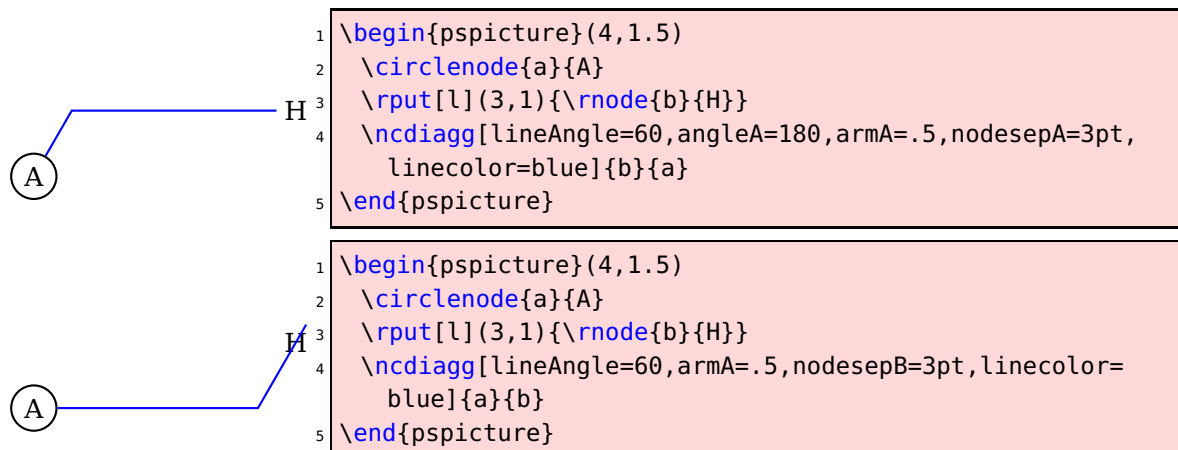 1 \begin{pspicture}(4,1.5)
2 \circlenode{a}{A}
H 3 \rput[l](3,1){\rnode{b}{H}}
4 \ncdiagg[lineAngle=60,angleA=180,armA=.5,nodesepA=3pt,
A linecolor=blue]{b}{a}
5 \end{pspicture}
1 \begin{pspicture}(4,1.5)
2 \circlenode{a}{A}
H 3 \rput[l](3,1){\rnode{b}{H}}
4 \ncdiagg[lineAngle=60,armA=.5,nodesepB=3pt,linecolor=
blue]{a}{b}
A
5 \end{pspicture}